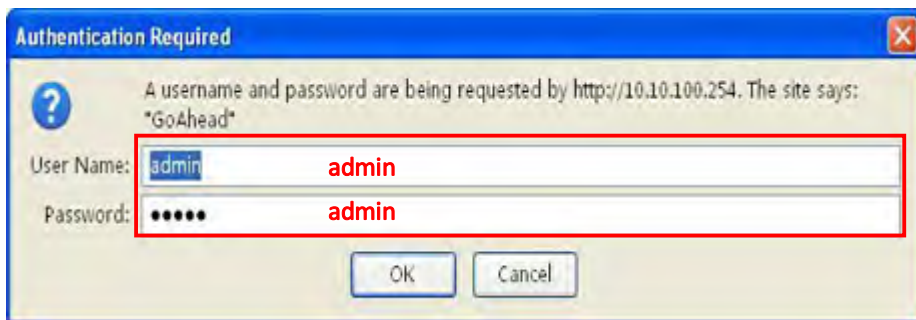 Authentication Required
A username and password are being requested by http://10.10.100.254. The site says:
"GoAhead"
User Name: admin admin
Password: ●●●●● admin
OK Cancel